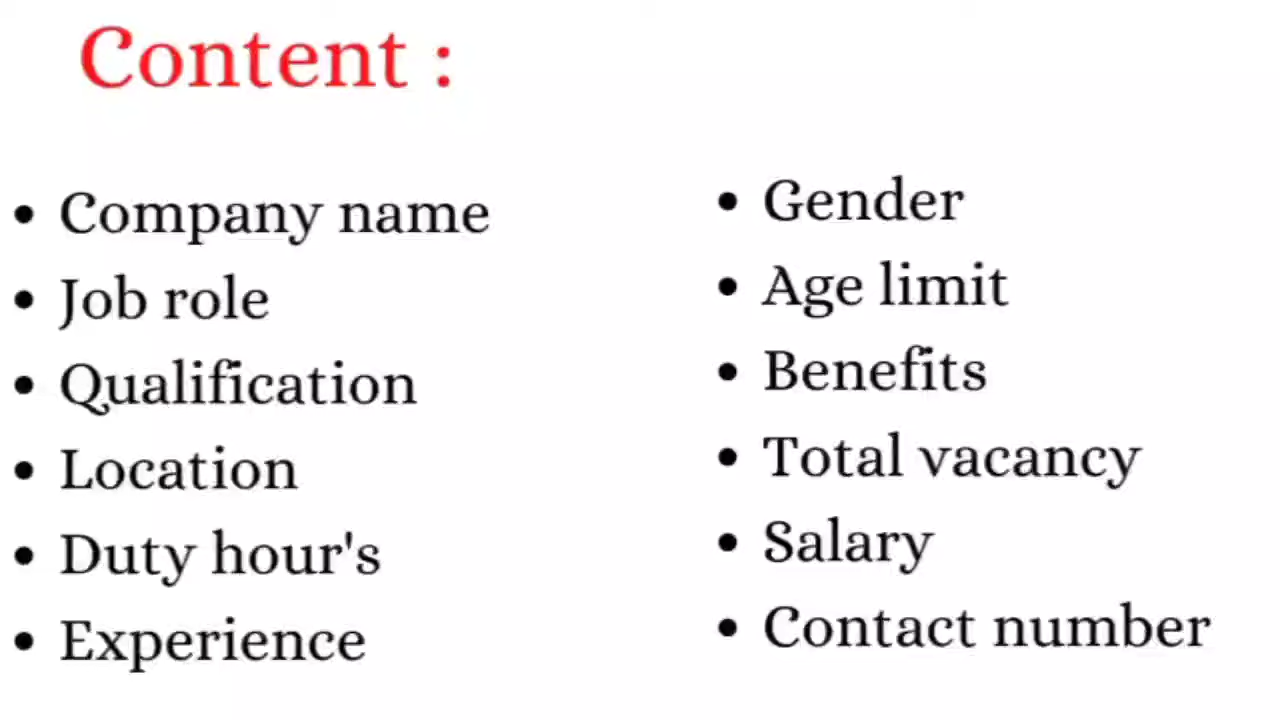 Content :
• Company name
• Job role
• Qualification
• Location
• Duty hour's
• Experience
• Gender
• Age limit
• Benefits
• Total vacancy
• Salary
• Contact number